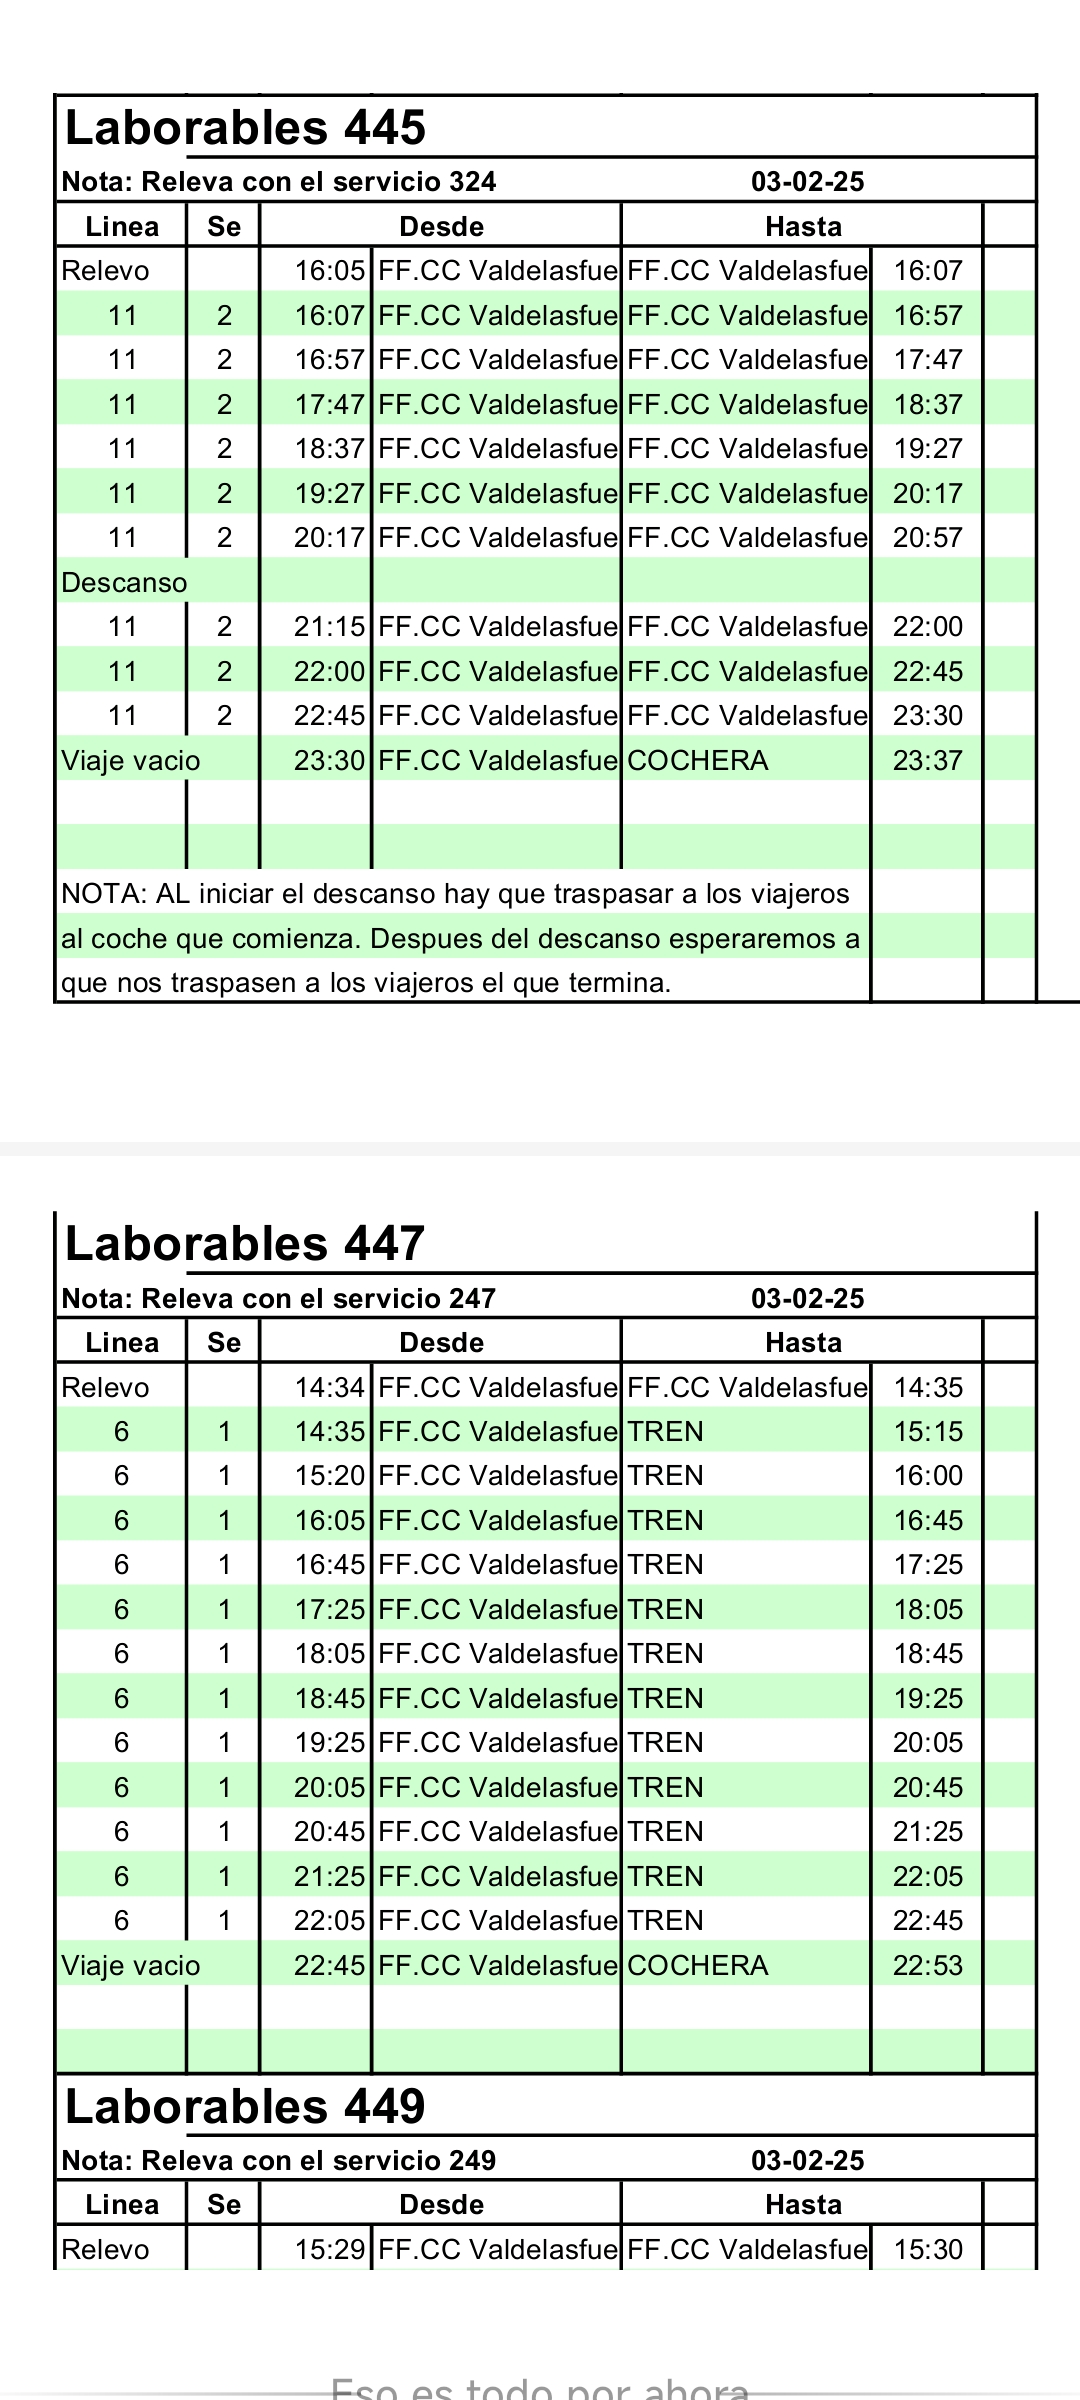 Laborables 445
Nota: Releva con el servicio 324 03-02-25
Linea Se Desde Hasta
Relevo 16:05 FF.CC Valdelasfue FF.CC Valdelasfue 16:07
11 2 16:07 FF.CC Valdelasfue FF.CC Valdelasfue 16:57
11 2 16:57 FF.CC Valdelasfue FF.CC Valdelasfue 17:47
11 2 17:47 FF.CC Valdelasfue FF.CC Valdelasfue 18:37
11 2 18:37 FF.CC Valdelasfue FF.CC Valdelasfue 19:27
11 2 19:27 FF.CC Valdelasfue FF.CC Valdelasfue 20:17
11 2 20:17 FF.CC Valdelasfue FF.CC Valdelasfue 20:57
Descanso
11 2 21:15 FF.CC Valdelasfue FF.CC Valdelasfue 22:00
11 2 22:00 FF.CC Valdelasfue FF.CC Valdelasfue 22:45
11 2 22:45 FF.CC Valdelasfue FF.CC Valdelasfue 23:30
Viaje vacio 23:30 FF.CC Valdelasfue COCHERA 23:37
NOTA: AL iniciar el descanso hay que traspasar a los viajeros
al coche que comienza. Despues del descanso esperaremos a
que nos traspasen a los viajeros el que termina.
Laborables 447
Nota: Releva con el servicio 247 03-02-25
Linea Se Desde Hasta
Relevo 14:34 FF.CC Valdelasfue FF.CC Valdelasfue 14:35
6 1 14:35 FF.CC Valdelasfue TREN 15:15
6 1 15:20 FF.CC Valdelasfue TREN 16:00
6 1 16:05 FF.CC Valdelasfue TREN 16:45
6 1 16:45 FF.CC Valdelasfue TREN 17:25
6 1 17:25 FF.CC Valdelasfue TREN 18:05
6 1 18:05 FF.CC Valdelasfue TREN 18:45
6 1 18:45 FF.CC Valdelasfue TREN 19:25
6 1 19:25 FF.CC Valdelasfue TREN 20:05
6 1 20:05 FF.CC Valdelasfue TREN 20:45
6 1 20:45 FF.CC Valdelasfue TREN 21:25
6 1 21:25 FF.CC Valdelasfue TREN 22:05
6 1 22:05 FF.CC Valdelasfue TREN 22:45
Viaje vacio 22:45 FF.CC Valdelasfue COCHERA 22:53
Laborables 449
Nota: Releva con el servicio 249 03-02-25
Linea Se Desde Hasta
Relevo 15:29 FF.CC Valdelasfue FF.CC Valdelasfue 15:30
Eso es todo por ahora